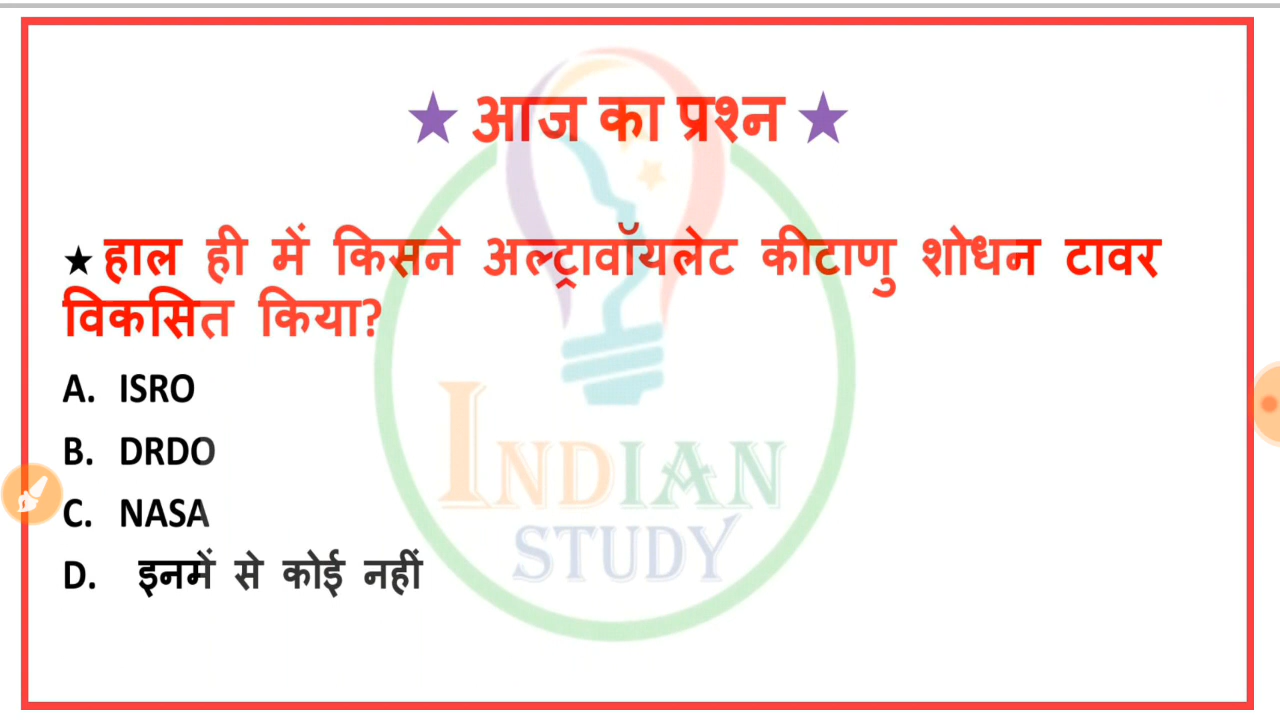 ★ आज का प्रश्न ★
★ हाल ही में किसने अल्ट्रावॉयलेट कीटाणु शोधन टावर
विकसित किया?
A. ISRO
B. DRDO
C. NASA
D. इनमें से कोई नहीं
INDIAN
STUDY